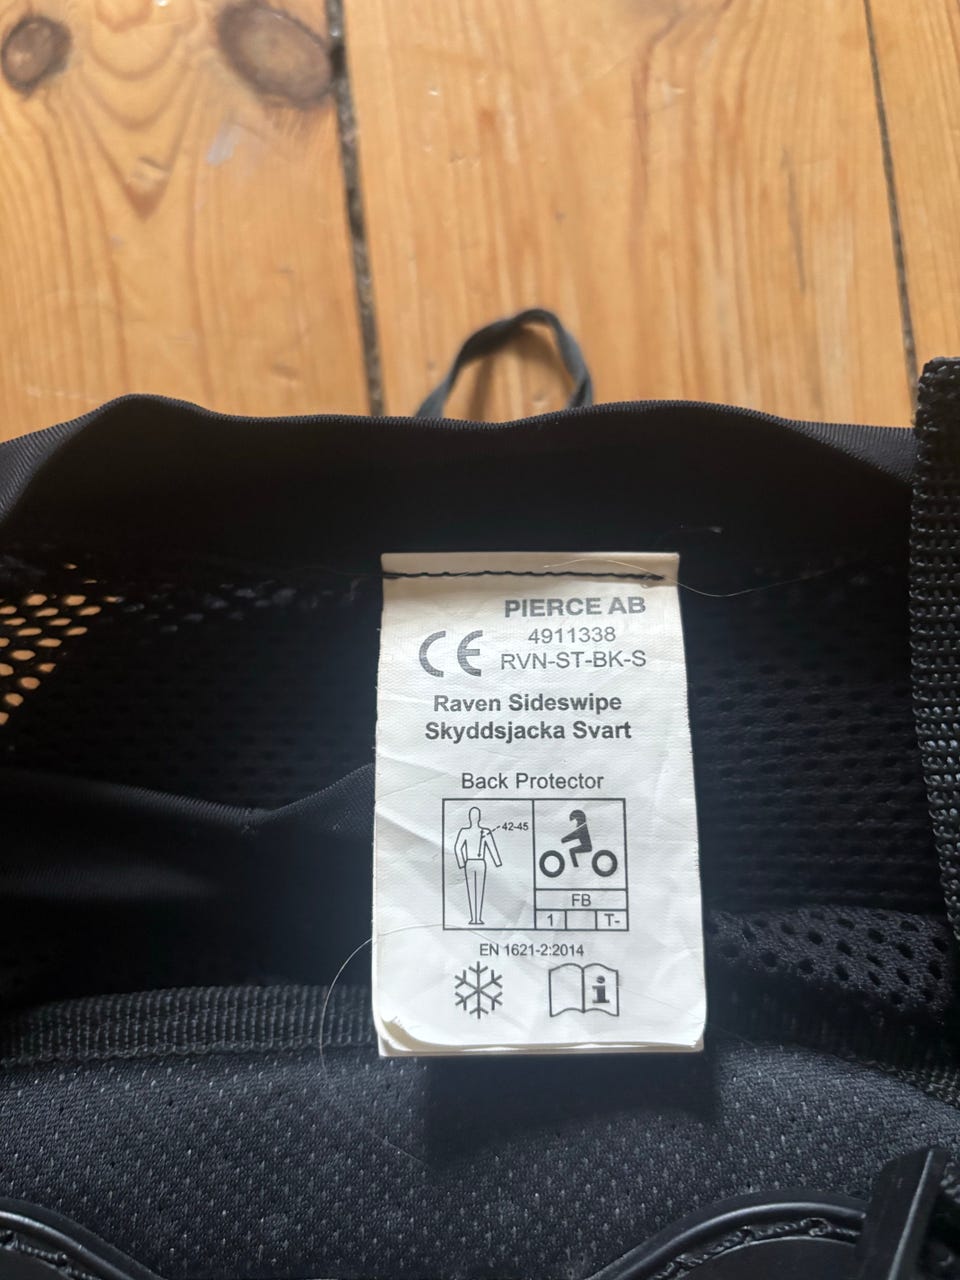 PIERCE AB
CE 4911338
RVN-ST-BK-S
Raven Sideswipe
Skyddsjacka Svart
Back Protector
42-45
FB
1 T-
EN 1621-2:2014
i